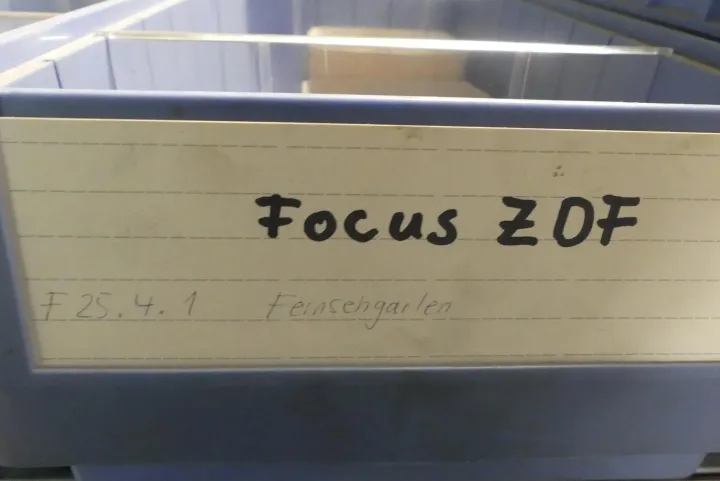 Focus ZDF
F 25.4.1 Fernsehgarten